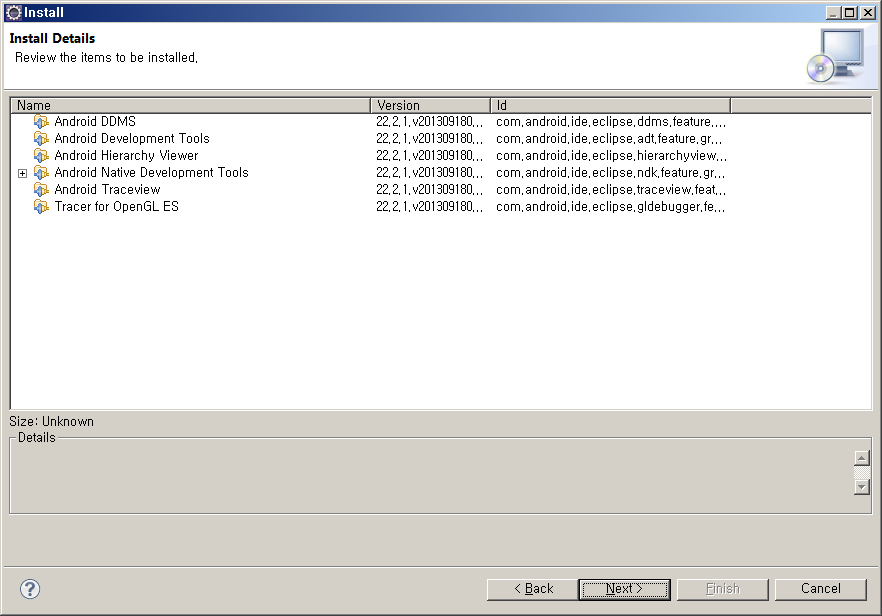 Install
Install Details
Review the items to be installed.
Name Version Id
Android DDMS 22.2.1.v201309180... com.android.ide.eclipse.ddms.feature....
Android Development Tools 22.2.1.v201309180... com.android.ide.eclipse.adt.feature.gr...
Android Hierarchy Viewer 22.2.1.v201309180... com.android.ide.eclipse.hierarchyview...
Android Native Development Tools 22.2.1.v201309180... com.android.ide.eclipse.ndk.feature.gr...
Android Traceview 22.2.1.v201309180... com.android.ide.eclipse.traceview.feat...
Tracer for OpenGL ES 22.2.1.v201309180... com.android.ide.eclipse.gldebugger.fe...
Size: Unknown
Details
? < Back Next > Finish Cancel